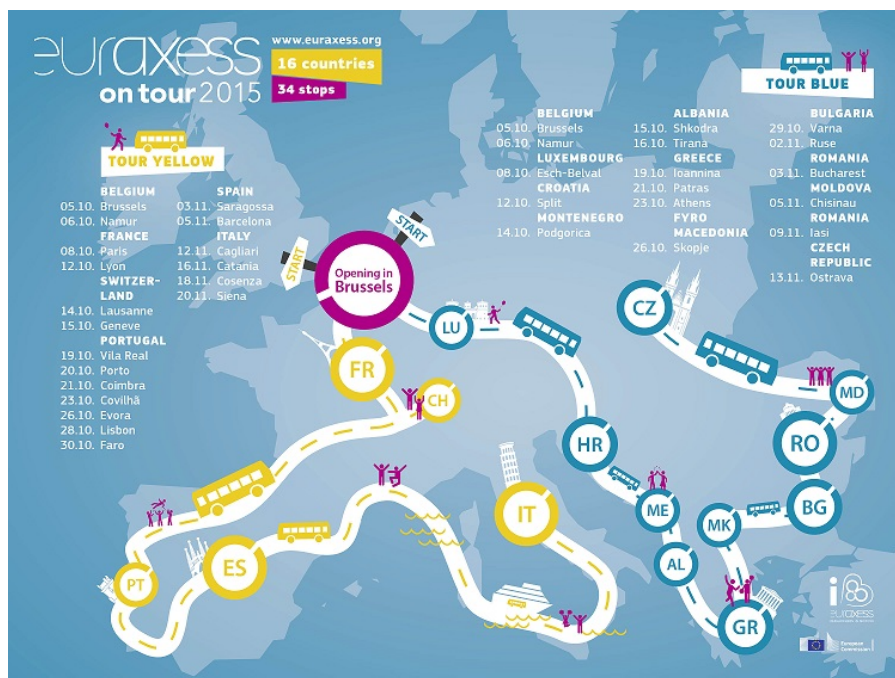 euraxess
on tour 2015
www.euraxess.org
16 countries
34 stops
TOUR YELLOW
BELGIUM
05.10. Brussels
06.10. Namur
FRANCE
08.10. Paris
12.10. Lyon
SWITZER-
LAND
14.10. Lausanne
15.10. Geneve
PORTUGAL
19.10. Vila Real
20.10. Porto
21.10. Coimbra
23.10. Covilhã
26.10. Evora
28.10. Lisbon
30.10. Faro
SPAIN
03.11. Saragossa
05.11. Barcelona
ITALY
12.11. Cagliari
16.11. Catania
18.11. Cosenza
20.11. Siena
TOUR BLUE
BELGIUM
05.10. Brussels
06.10. Namur
LUXEMBOURG
08.10. Esch-Belval
CROATIA
12.10. Split
MONTENEGRO
14.10. Podgorica
ALBANIA
15.10. Shkodra
16.10. Tirana
GREECE
19.10. Ioannina
21.10. Patras
23.10. Athens
FYRO
MACEDONIA
26.10. Skopje
BULGARIA
29.10. Varna
02.11. Ruse
ROMANIA
03.11. Bucharest
MOLDOVA
05.11. Chisinau
ROMANIA
09.11. Iasi
CZECH
REPUBLIC
13.11. Ostrava
START
START
Opening in
Brussels
LU
CZ
FR
CH
MD
HR
RO
IT
ME
MK
BG
PT
ES
AL
GR
euraxess
European
Commission